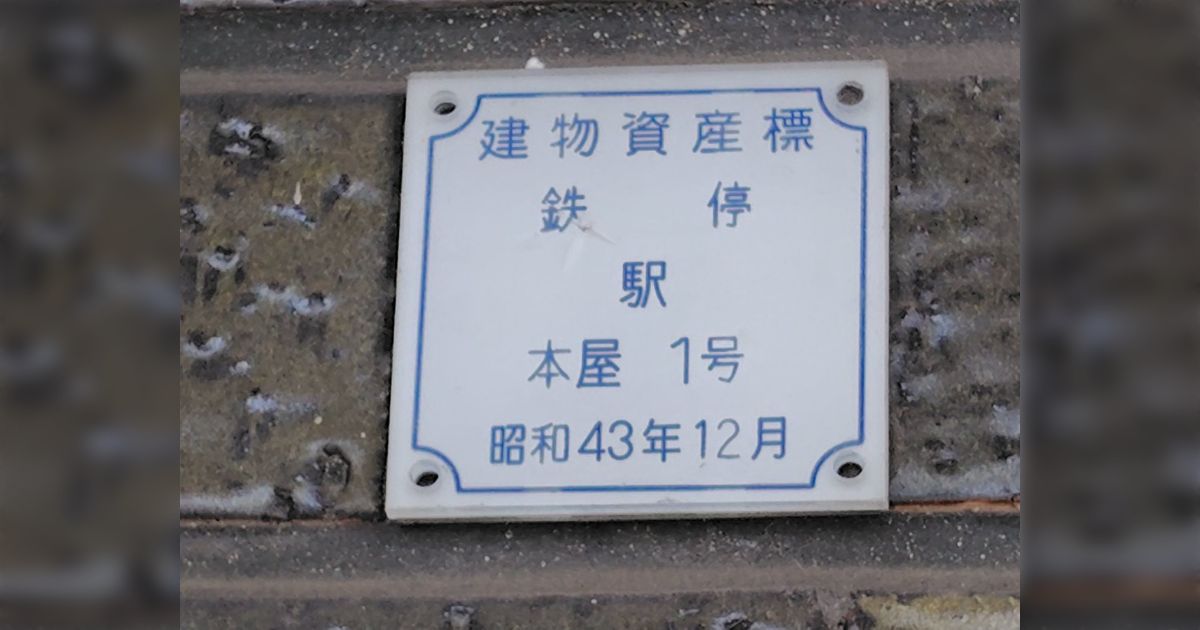 建物資産標
鉄 停
駅
本屋 1号
昭和43年12月